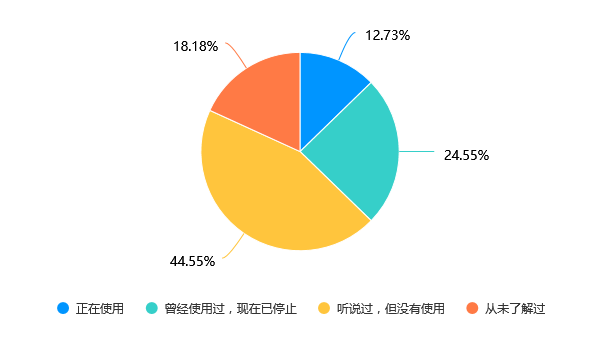 12.73%
18.18%
24.55%
44.55%
正在使用 曾经使用过，现在已停止 听说过，但没有使用 从未了解过